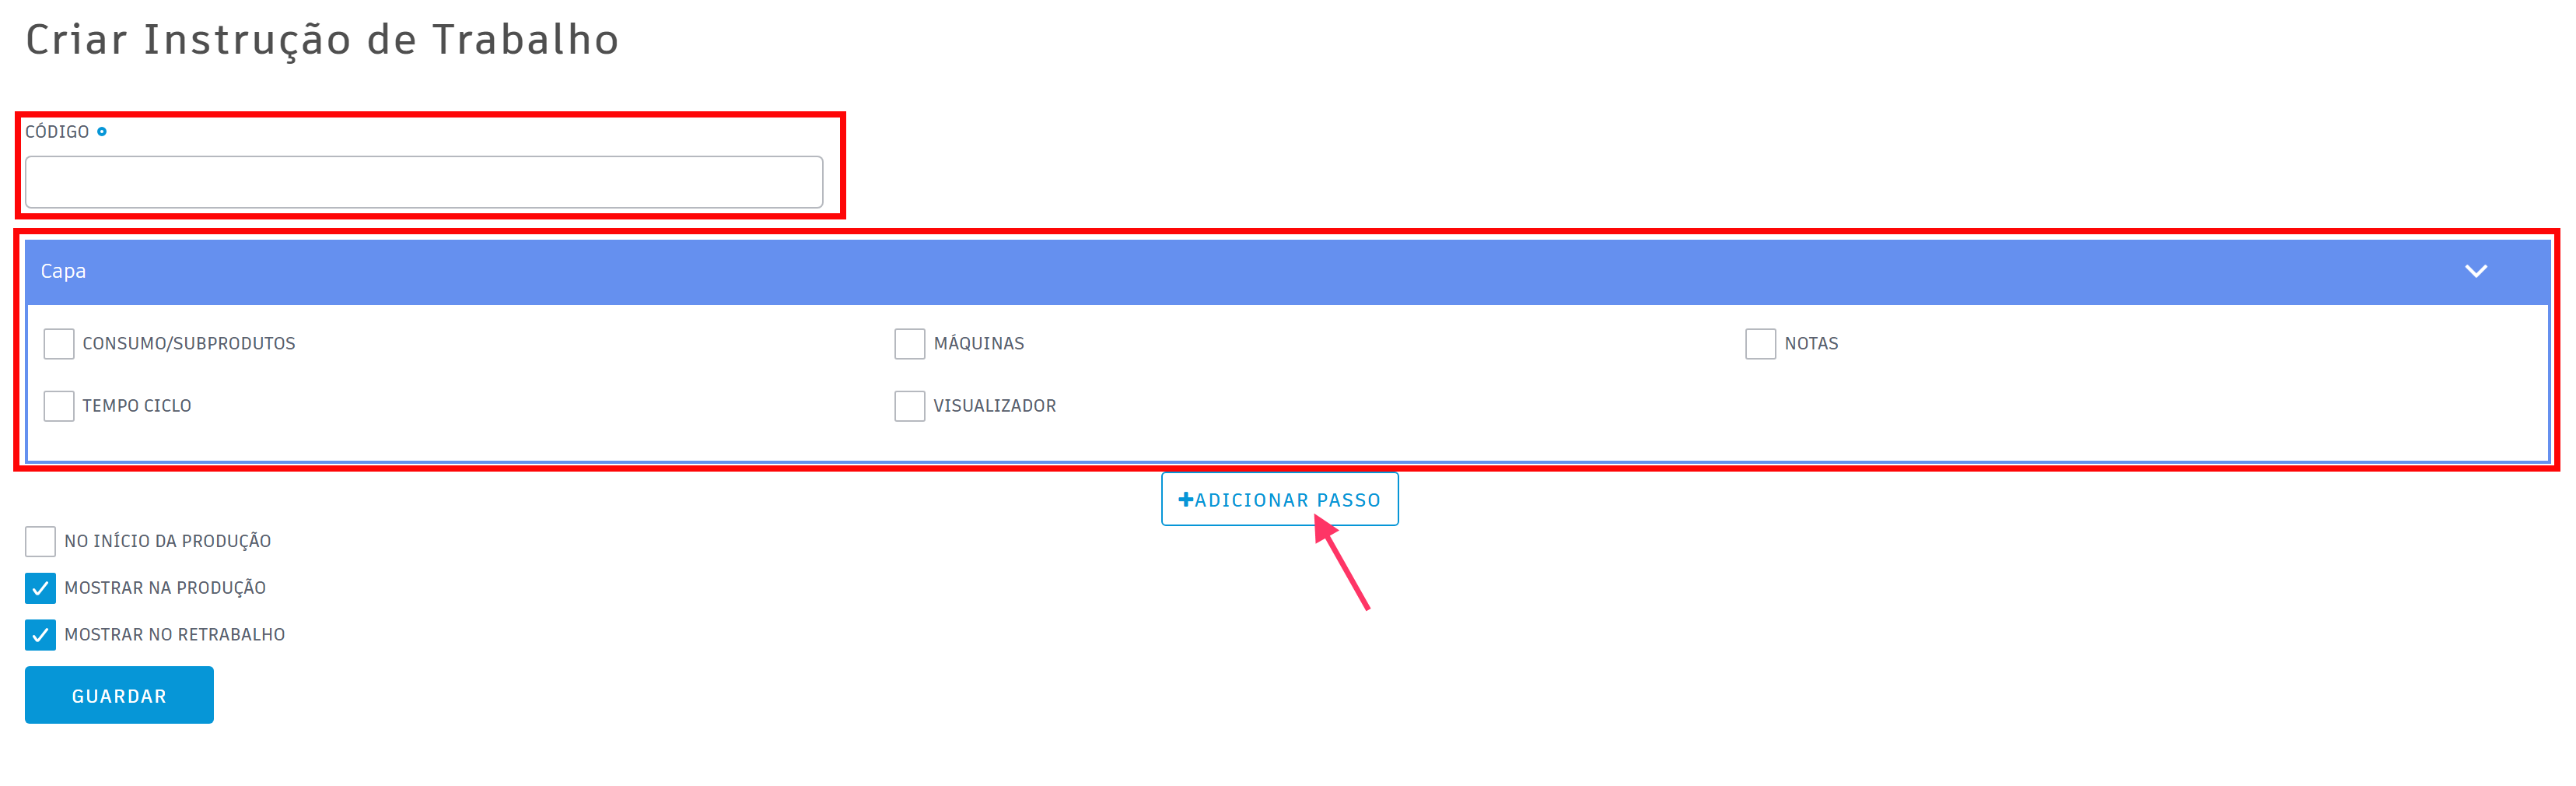 Criar Instrução de Trabalho
CÓDIGO
Capa
CONSUMO/SUBPRODUTOS MÁQUINAS NOTAS
TEMPO CICLO VISUALIZADOR
+ADICIONAR PASSO
NO INÍCIO DA PRODUÇÃO
MOSTRAR NA PRODUÇÃO
MOSTRAR NO RETRABALHO
GUARDAR